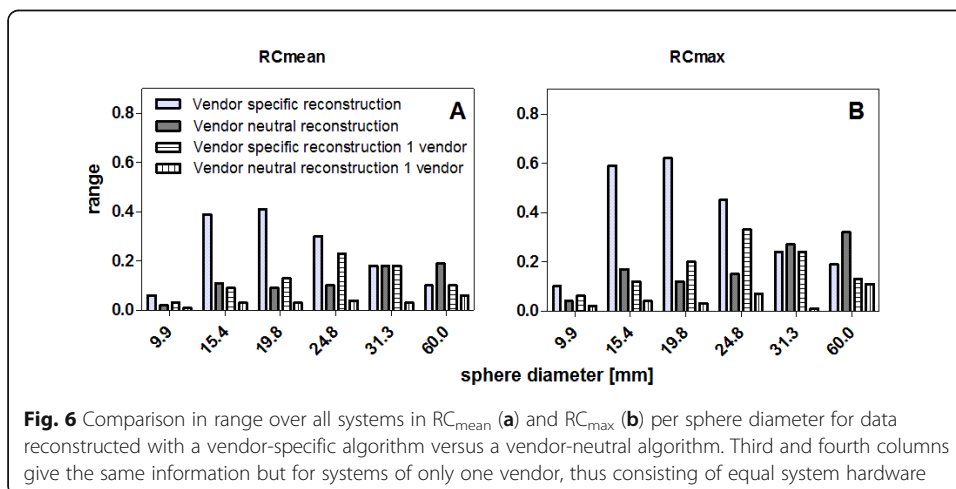 RCmean
RCmax
A
B
Vendor specific reconstruction
Vendor neutral reconstruction
Vendor specific reconstruction 1 vendor
Vendor neutral reconstruction 1 vendor
range
0.8
0.6
0.4
0.2
0.0
0.8
0.6
0.4
0.2
0.0
9.9
15.4
19.8
24.8
31.3
60.0
9.9
15.4
19.8
24.8
31.3
60.0
sphere diameter [mm]
Fig. 6 Comparison in range over all systems in RCmean (a) and RCmax (b) per sphere diameter for data
reconstructed with a vendor-specific algorithm versus a vendor-neutral algorithm. Third and fourth columns
give the same information but for systems of only one vendor, thus consisting of equal system hardware